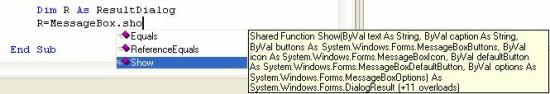 Dim R As ResultDialog
R=MessageBox.sho
Equals
ReferenceEquals
Show
End Sub
Shared Function Show(ByVal text As String, ByVal caption As String,
ByVal buttons As System.Windows.Forms.MessageBoxButtons, ByVal
icon As System.Windows.Forms.MessageBoxIcon, ByVal defaultButton
As System.Windows.Forms.MessageBoxDefaultButton, ByVal options As
System.Windows.Forms.MessageBoxOptions) As
System.Windows.Forms.DialogResult (+11 overloads)